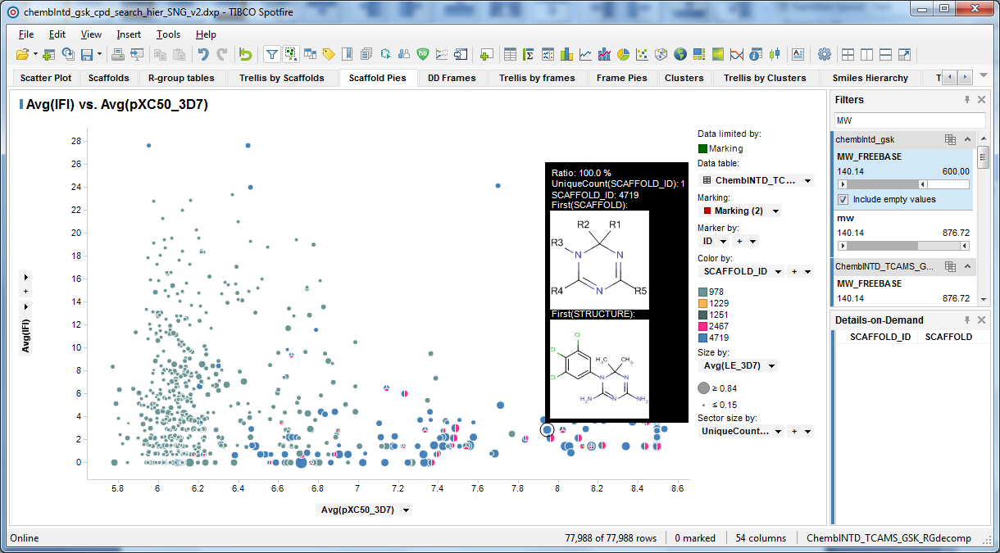 chemblntd_gsk_cpd_search_hier_SNG_v2.dxp - TIBCO Spotfire
File Edit View Insert Tools Help
Scatter Plot Scaffolds R-group tables Trellis by Scaffolds Scaffold Pies DD Frames Trellis by frames Frame Pies Clusters Trellis by Clusters Smiles Hierarchy T
Avg(IFI) vs. Avg(pXC50_3D7)
28
26
24
22
20
18
16
14
12
10
8
6
4
2
0
Avg(IFI)
5.8 6 6.2 6.4 6.6 6.8 7 7.2 7.4 7.6 7.8 8 8.2 8.4 8.6
Avg(pXC50_3D7)
Ratio: 100.0 %
UniqueCount(SCAFFOLD_ID): 1
SCAFFOLD_ID: 4719
First(SCAFFOLD):
R2 R1
R3 N N
R4 N R5
First(STRUCTURE):
Cl
Cl H3C CH3
Cl N N
H2N N NH2
Data limited by:
Marking
Data table:
ChemblNTD_TC...
Marking:
Marking (2)
Marker by:
ID +
Color by:
SCAFFOLD_ID +
978
1229
1251
2467
4719
Size by:
Avg(LE_3D7)
≥ 0.84
≤ 0.15
Sector size by:
UniqueCount... +
Filters
MW
chemblntd_gsk
MW_FREEBASE
140.14 600.00
Include empty values
mw
140.14 876.72
ChemblNTD_TCAMS_G...
MW_FREEBASE
140.14 876.72
Details-on-Demand
SCAFFOLD_ID SCAFFOLD
Online 77,988 of 77,988 rows 0 marked 54 columns ChemblNTD_TCAMS_GSK_RGdecomp